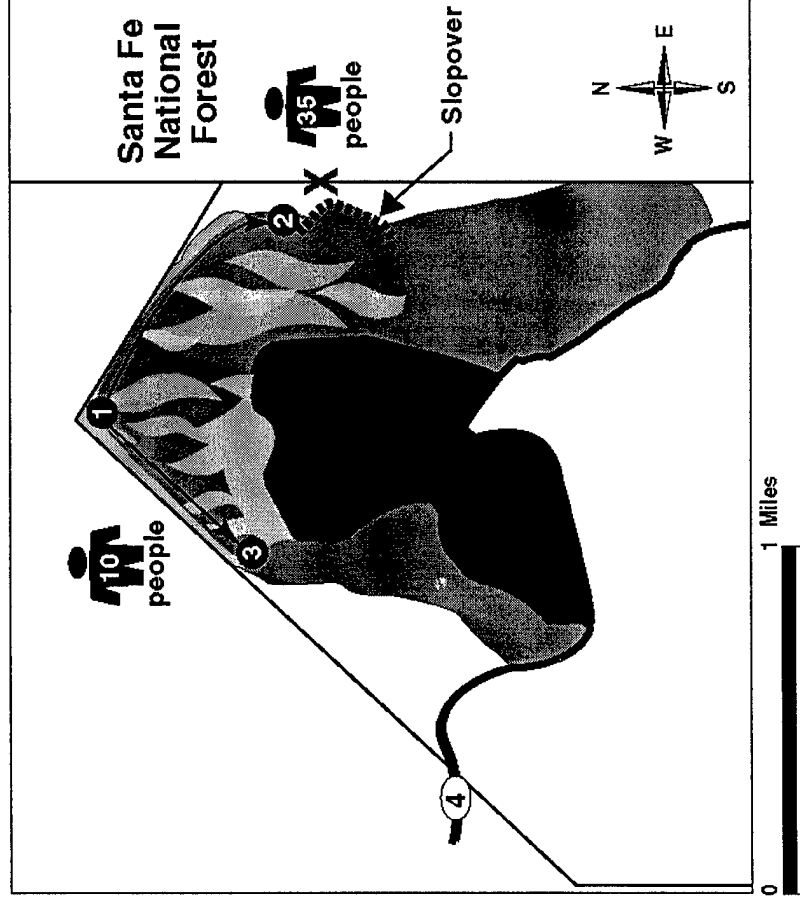 Santa Fe
National
Forest
35
people
Slopover
N
W
E
S
2
1
10
people
3
4
0
1 Miles